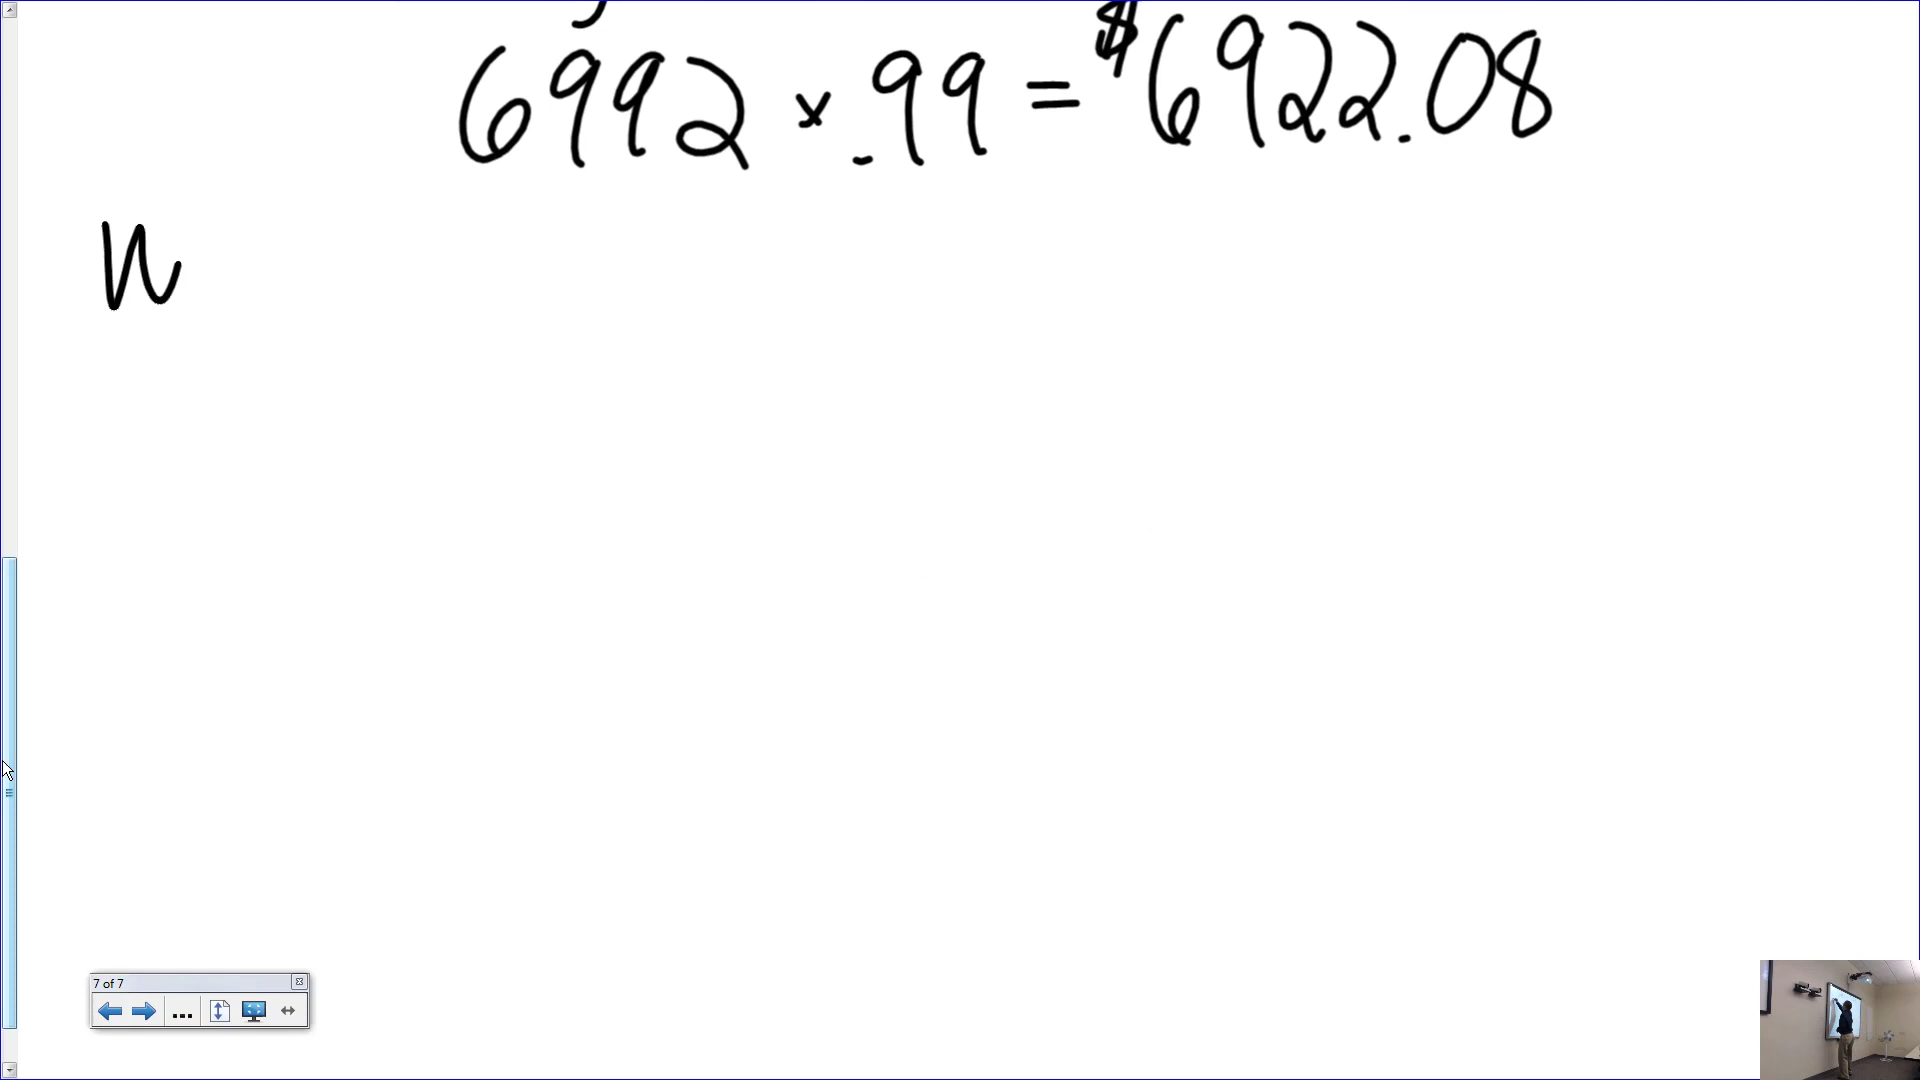 6992 x .99 = $6922.08
7 of 7